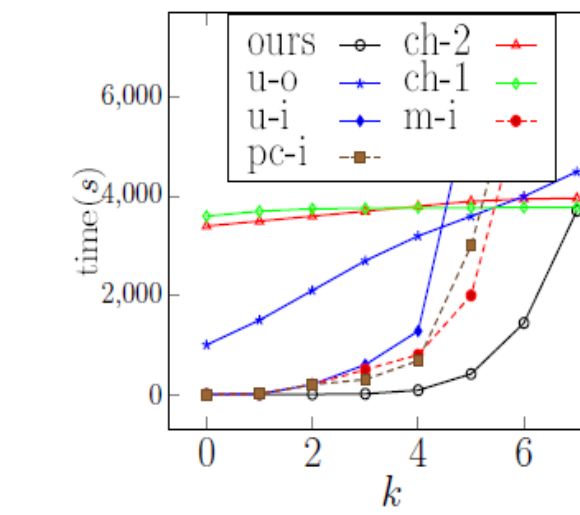 ours ch-2
u-o ch-1
u-i m-i
pc-i
6,000
4,000
2,000
0
time(s)
0 2 4 6
k